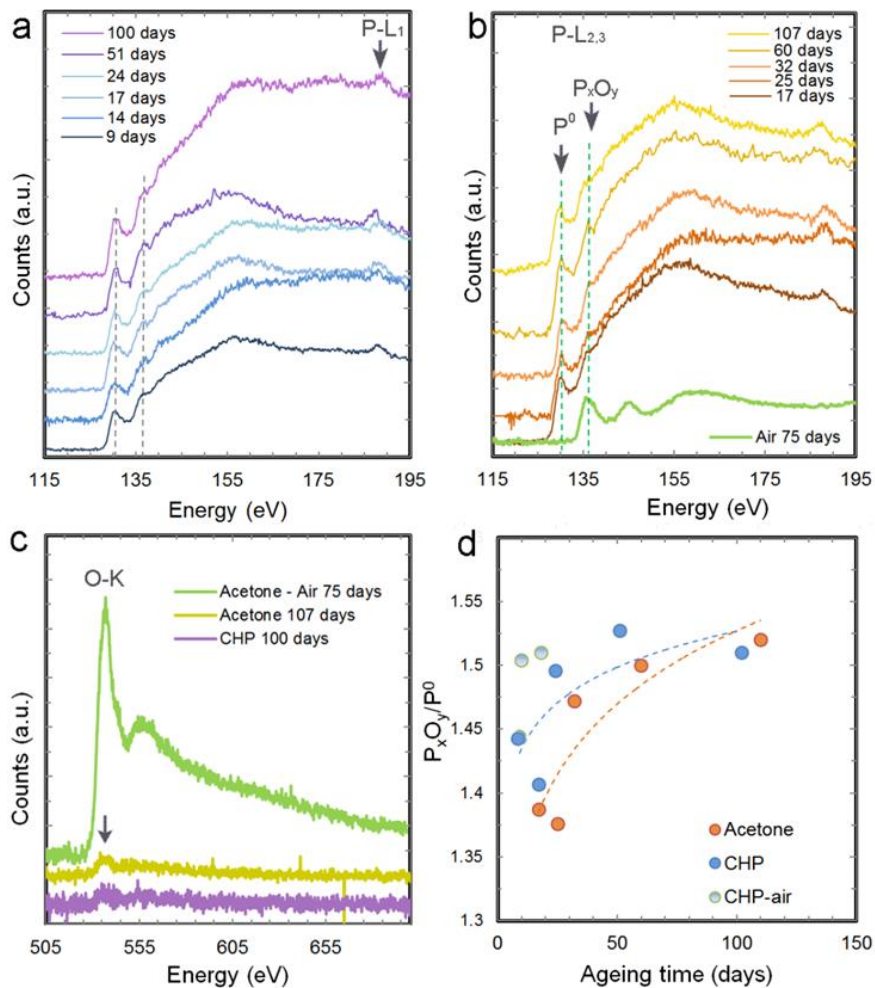 a
100 days
51 days
24 days
17 days
14 days
9 days
P-L₁
Counts (a.u.)
115 135 155 175 195
Energy (eV)
b
P-L₂,₃
107 days
60 days
32 days
25 days
17 days
PₓOᵧ
P⁰
Counts (a.u.)
Air 75 days
115 135 155 175 195
Energy (eV)
c
O-K
Acetone - Air 75 days
Acetone 107 days
CHP 100 days
Counts (a.u.)
505 555 605 655
Energy (eV)
d
1.55
1.5
1.45
1.4
1.35
1.3
PₓOᵧ/P⁰
Acetone
CHP
CHP-air
0 50 100 150
Ageing time (days)